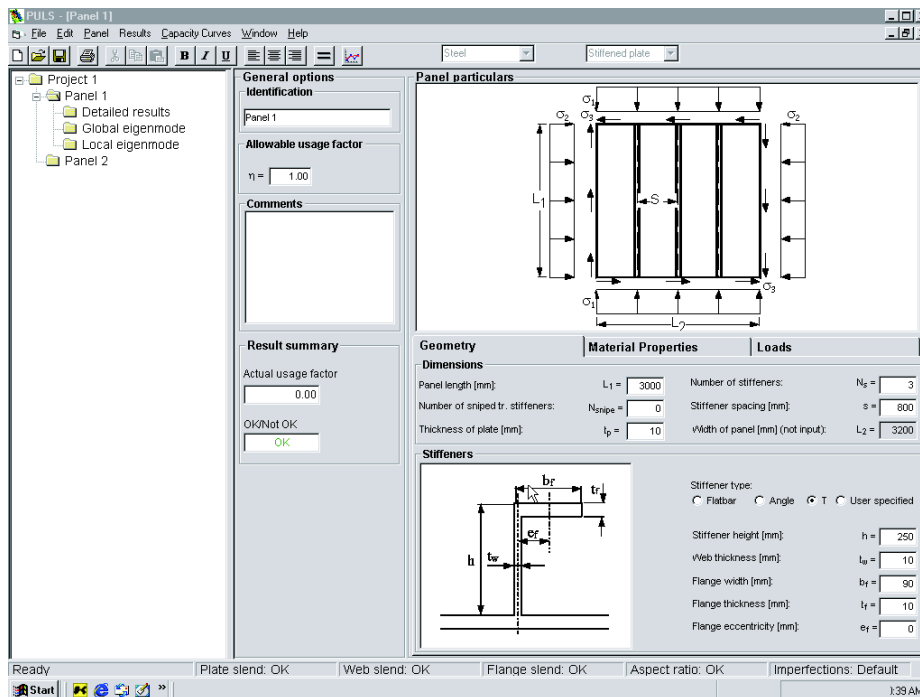 PULS - [Panel 1]
File Edit Panel Results Capacity Curves Window Help
B I U Steel Stiffened plate
Project 1
Panel 1
Detailed results
Global eigenmode
Local eigenmode
Panel 2
General options
Identification
Panel 1
Allowable usage factor
η = 1.00
Comments
Result summary
Actual usage factor
0.00
OK/Not OK
OK
Panel particulars
σ1
σ2 σ3 σ2
L1
S
σ3
σ1
L2
Geometry Material Properties Loads
Dimensions
Panel length [mm]: L1 = 3000 Number of stiffeners: Ns = 3
Number of sniped tr. stiffeners: Nsnipe = 0 Stiffener spacing [mm]: s = 800
Thickness of plate [mm]: tp = 10 Width of panel [mm] (not input): L2 = 3200
Stiffeners
bf
tf
ef
h
tw
Stiffener type:
Flatbar Angle T User specified
Stiffener height [mm]: h = 250
Web thickness [mm]: tw = 10
Flange width [mm]: bf = 90
Flange thickness [mm]: tf = 10
Flange eccentricity [mm]: ef = 0
Ready Plate slend: OK Web slend: OK Flange slend: OK Aspect ratio: OK Imperfections: Default
Start » 1:39 AM